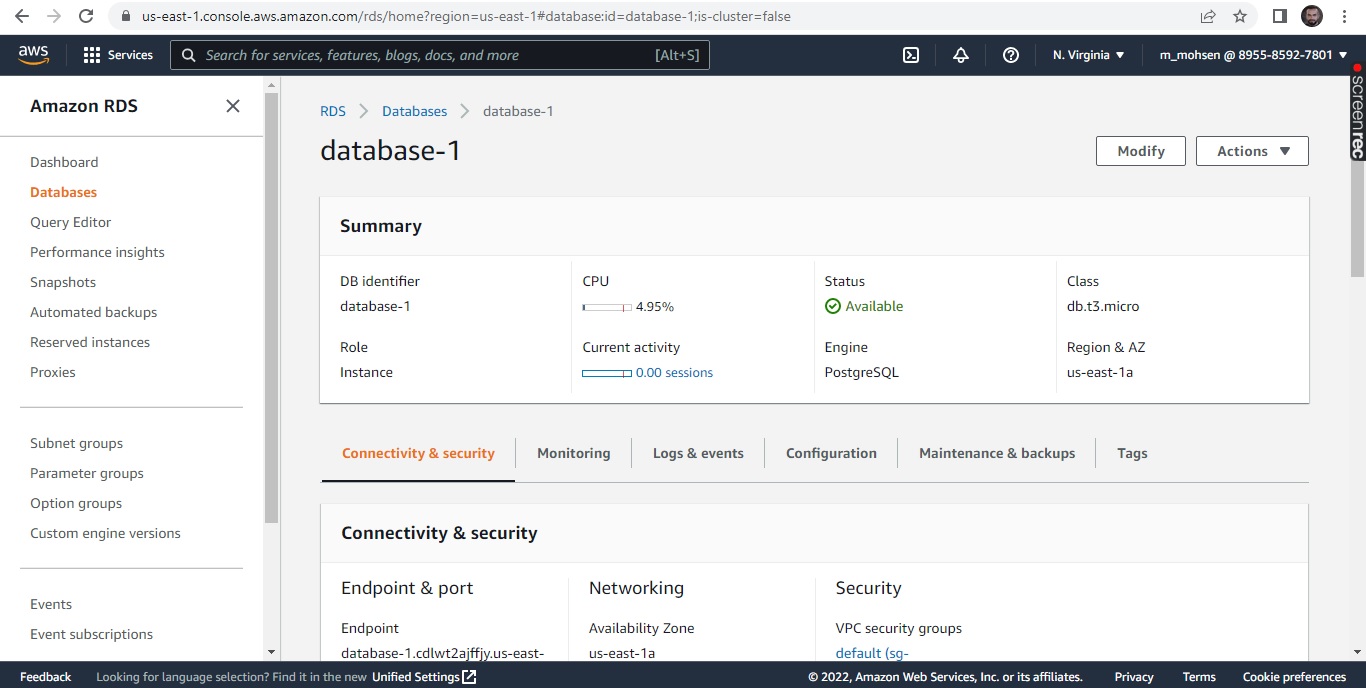 us-east-1.console.aws.amazon.com/rds/home?region=us-east-1#database:id=database-1;is-cluster=false
aws
Services
Search for services, features, blogs, docs, and more
[Alt+S]
N. Virginia
m_mohsen @ 8955-8592-7801
screenrec
Amazon RDS
Dashboard
Databases
Query Editor
Performance insights
Snapshots
Automated backups
Reserved instances
Proxies
Subnet groups
Parameter groups
Option groups
Custom engine versions
Events
Event subscriptions
RDS
Databases
database-1
database-1
Modify
Actions
Summary
DB identifier
database-1
CPU
4.95%
Status
Available
Class
db.t3.micro
Role
Instance
Current activity
0.00 sessions
Engine
PostgreSQL
Region & AZ
us-east-1a
Connectivity & security
Monitoring
Logs & events
Configuration
Maintenance & backups
Tags
Connectivity & security
Endpoint & port
Endpoint
database-1.cdlwt2ajffjy.us-east-
Networking
Availability Zone
us-east-1a
Security
VPC security groups
default (sg-
Feedback
Looking for language selection? Find it in the new Unified Settings
© 2022, Amazon Web Services, Inc. or its affiliates.
Privacy
Terms
Cookie preferences